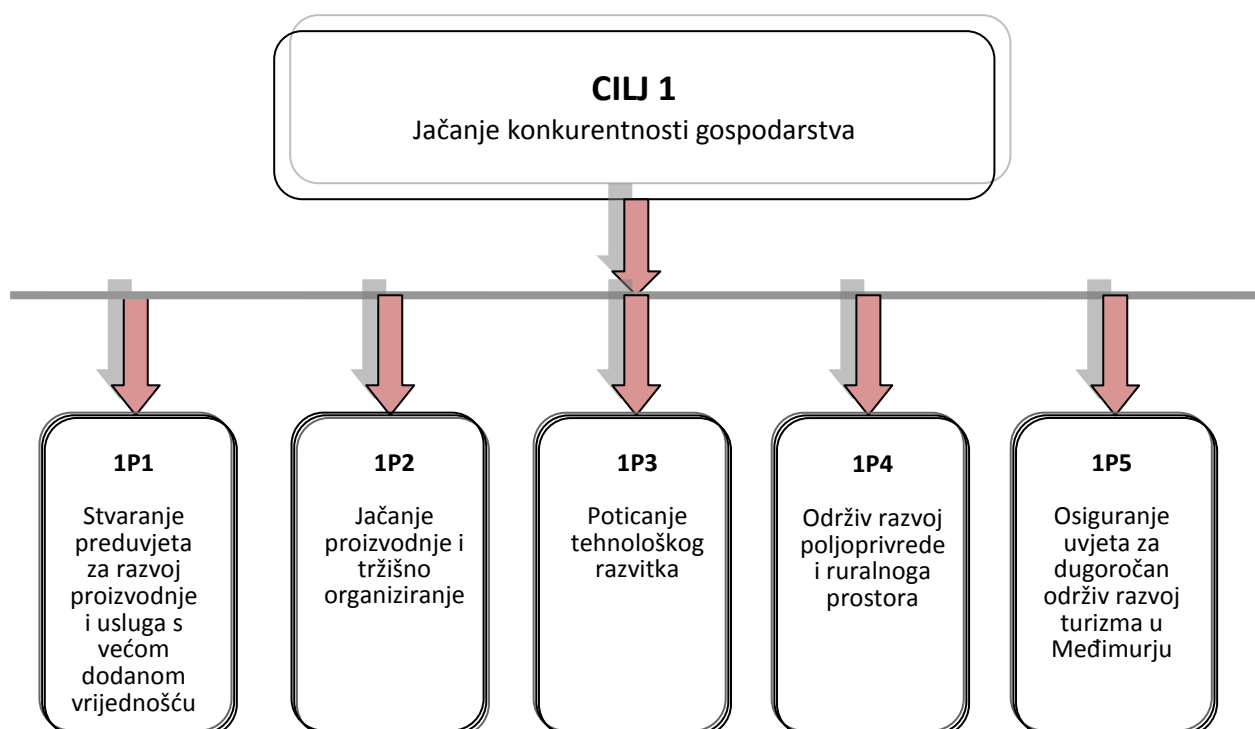 CILJ 1
Jačanje konkurentnosti gospodarstva
1P1
Stvaranje
preduvjeta
za razvoj
proizvodnje
i usluga s
većom
dodanom
vrijednošću
1P2
Jačanje
proizvodnje i
tržišno
organiziranje
1P3
Poticanje
tehnološkog
razvitka
1P4
Održiv razvoj
poljoprivrede
i ruralnoga
prostora
1P5
Osiguranje
uvjeta za
dugoročan
održiv razvoj
turizma u
Međimurju